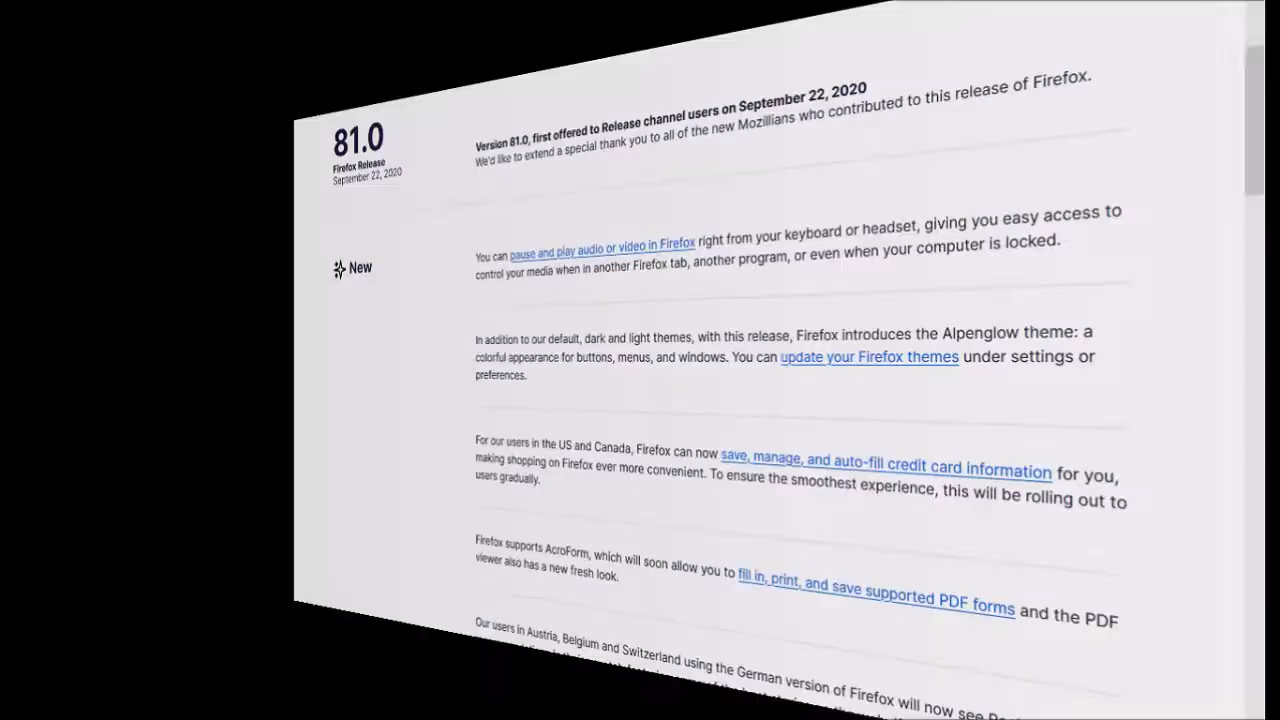 81.0
Firefox Release
September 22, 2020
Version 81.0, first offered to Release channel users on September 22, 2020
We'd like to extend a special thank you to all of the new Mozillians who contributed to this release of Firefox.
New
You can pause and play audio or video in Firefox right from your keyboard or headset, giving you easy access to
control your media when in another Firefox tab, another program, or even when your computer is locked.
In addition to our default, dark and light themes, with this release, Firefox introduces the Alpenglow theme: a
colorful appearance for buttons, menus, and windows. You can update your Firefox themes under settings or
preferences.
For our users in the US and Canada, Firefox can now save, manage, and auto-fill credit card information for you,
making shopping on Firefox ever more convenient. To ensure the smoothest experience, this will be rolling out to
users gradually.
Firefox supports AcroForm, which will soon allow you to fill in, print, and save supported PDF forms and the PDF
viewer also has a new fresh look.
Our users in Austria, Belgium and Switzerland using the German version of Firefox will now see